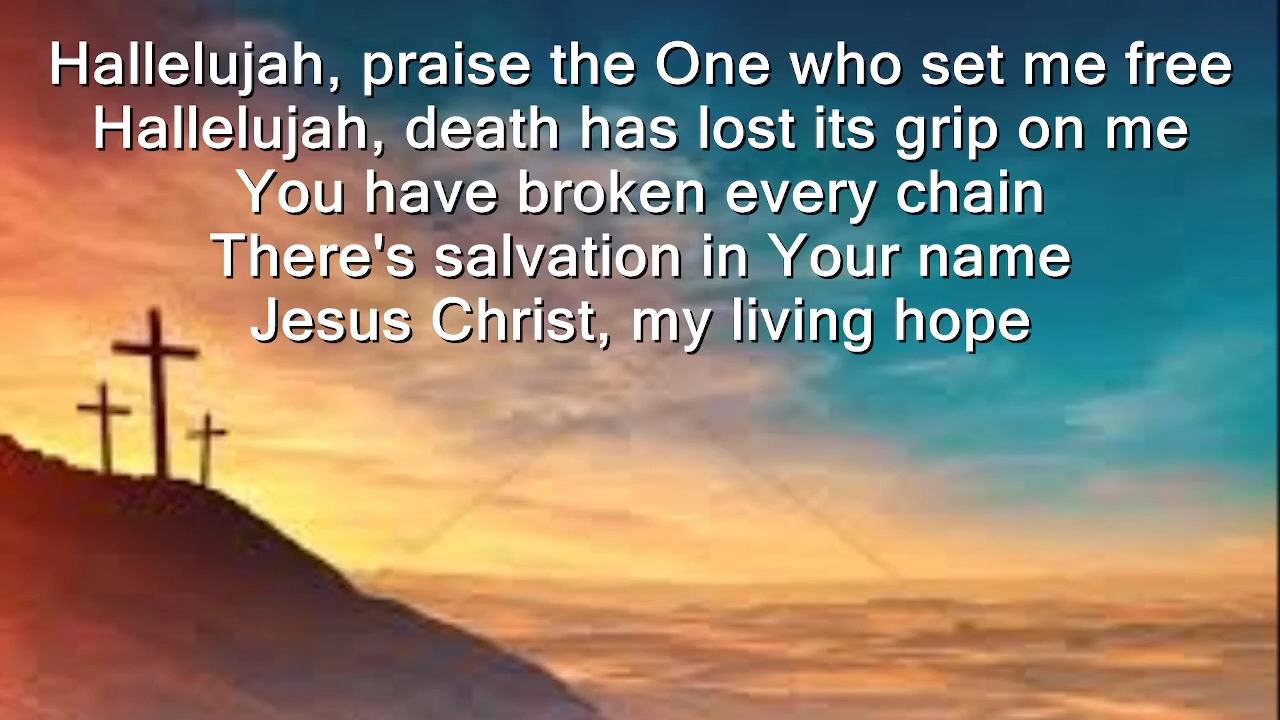 Hallelujah, praise the One who set me free
Hallelujah, death has lost its grip on me
You have broken every chain
There's salvation in Your name
Jesus Christ, my living hope